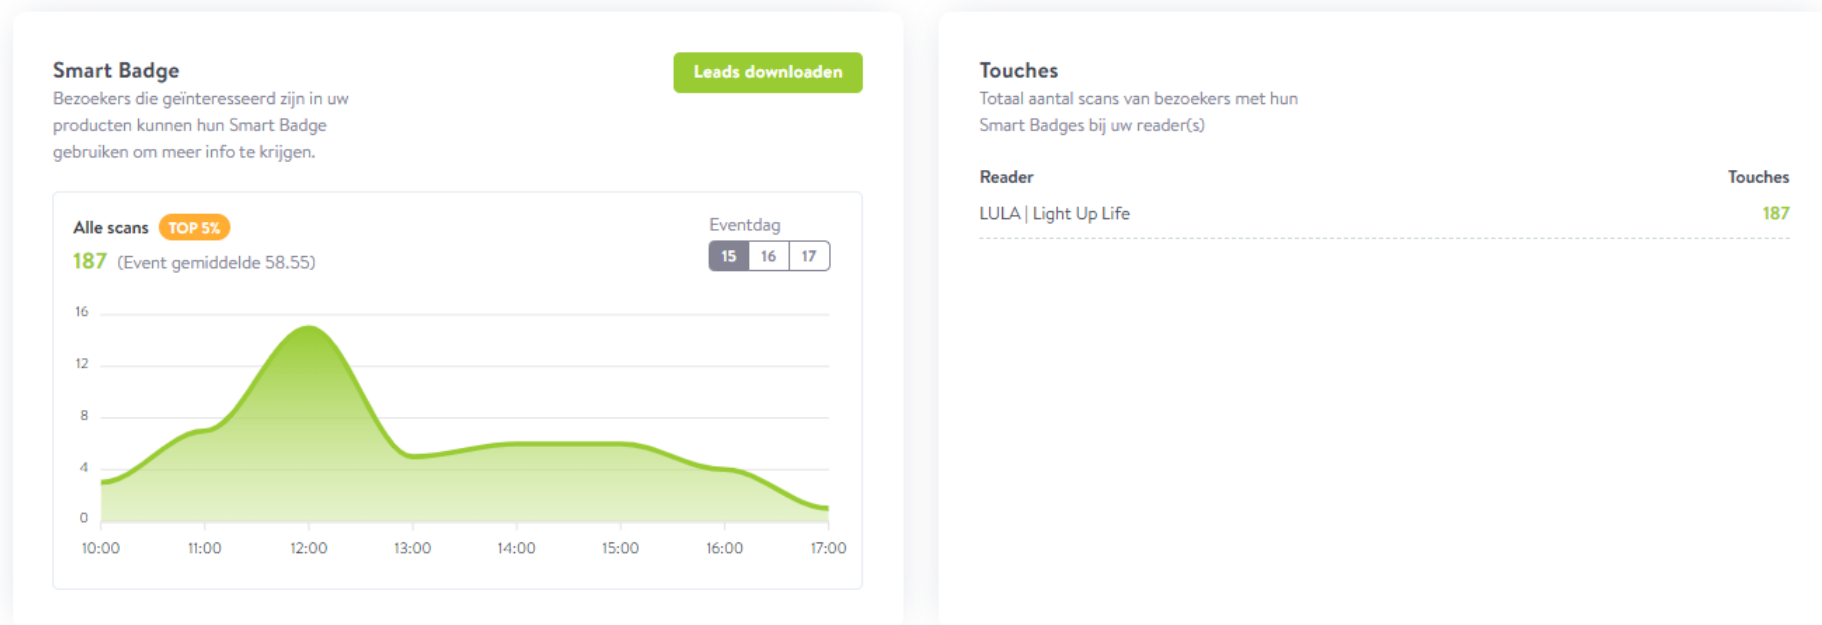 Smart Badge
Leads downloaden
Bezoekers die geïnteresseerd zijn in uw
producten kunnen hun Smart Badge
gebruiken om meer info te krijgen.
Alle scans TOP 5%
187 (Event gemiddelde 58.55)
Eventdag
15 16 17
16
12
8
4
0
10:00 11:00 12:00 13:00 14:00 15:00 16:00 17:00
Touches
Totaal aantal scans van bezoekers met hun
Smart Badges bij uw reader(s)
Reader Touches
LULA | Light Up Life 187